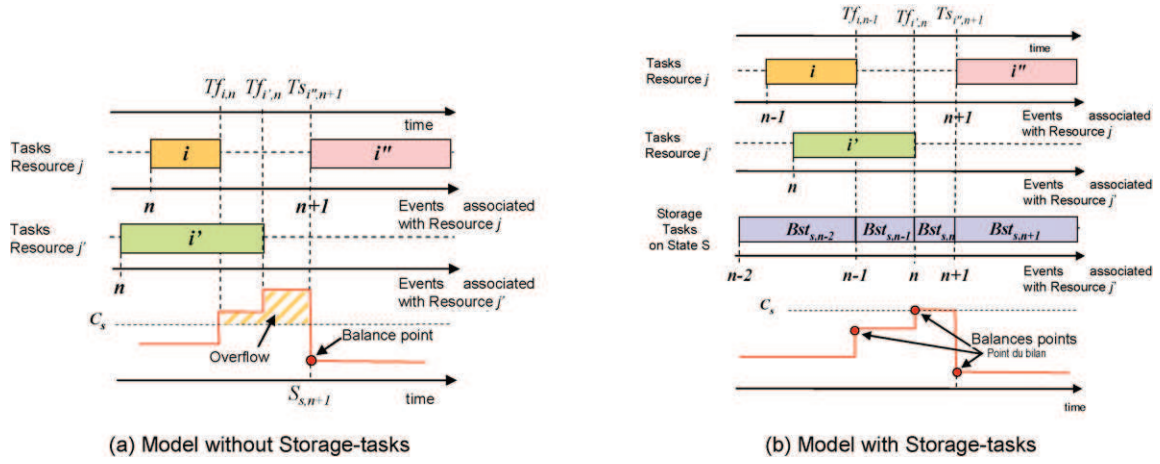 Tf_{i,n} Tf_{i',n} Ts_{i'',n+1}
time
Tasks
Resource j
i
i''
n
n+1
Events associated
with Resource j
Tasks
Resource j'
i'
n
Events associated
with Resource j'
C_s
Overflow
Balance point
S_{s,n+1}
time
(a) Model without Storage-tasks
Tf_{i,n-1} Tf_{i',n} Ts_{i'',n+1}
time
Tasks
Resource j
i
i''
n-1
n+1
Events associated
with Resource j
Tasks
Resource j'
i'
n
Events associated
with Resource j'
Storage
Tasks
on State S
Bst_{s,n-2} Bst_{s,n-1} Bst_{s,n} Bst_{s,n+1}
n-2
n-1
n
n+1
Events associated
with Resource j'
C_s
Balances points
Point du bilan
time
(b) Model with Storage-tasks